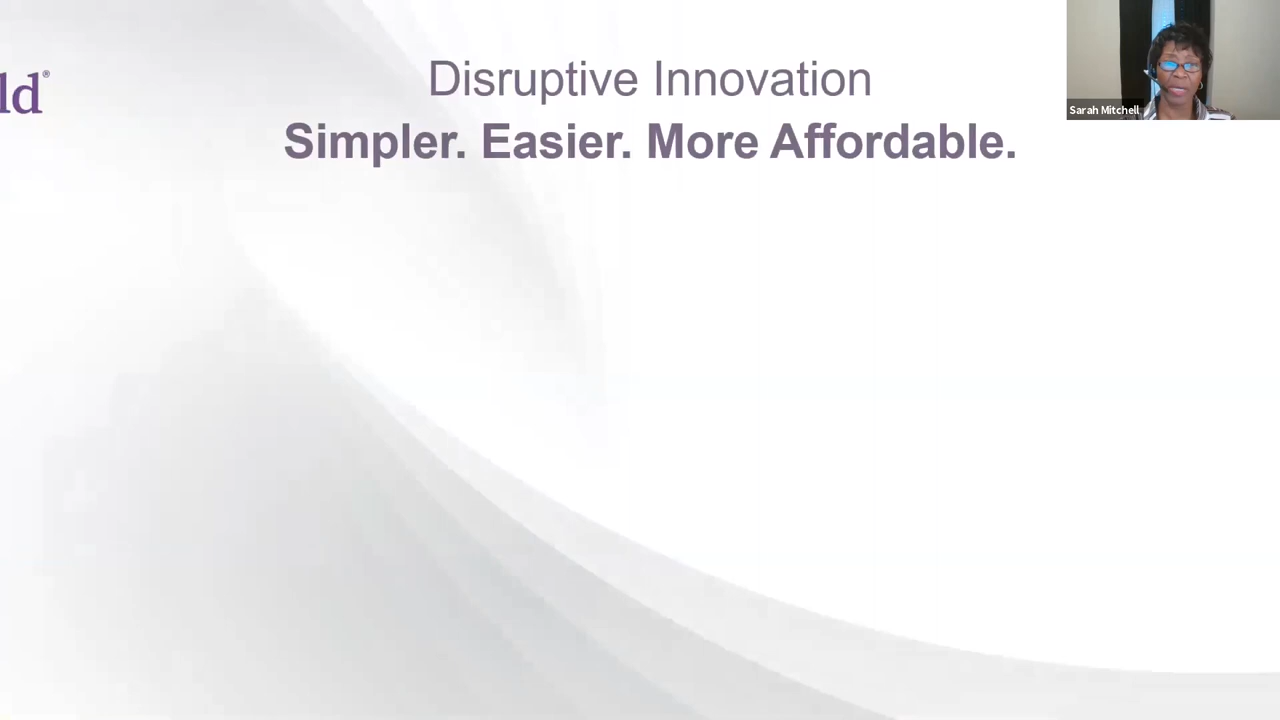 ld®
Disruptive Innovation
Simpler. Easier. More Affordable.
Sarah Mitchell